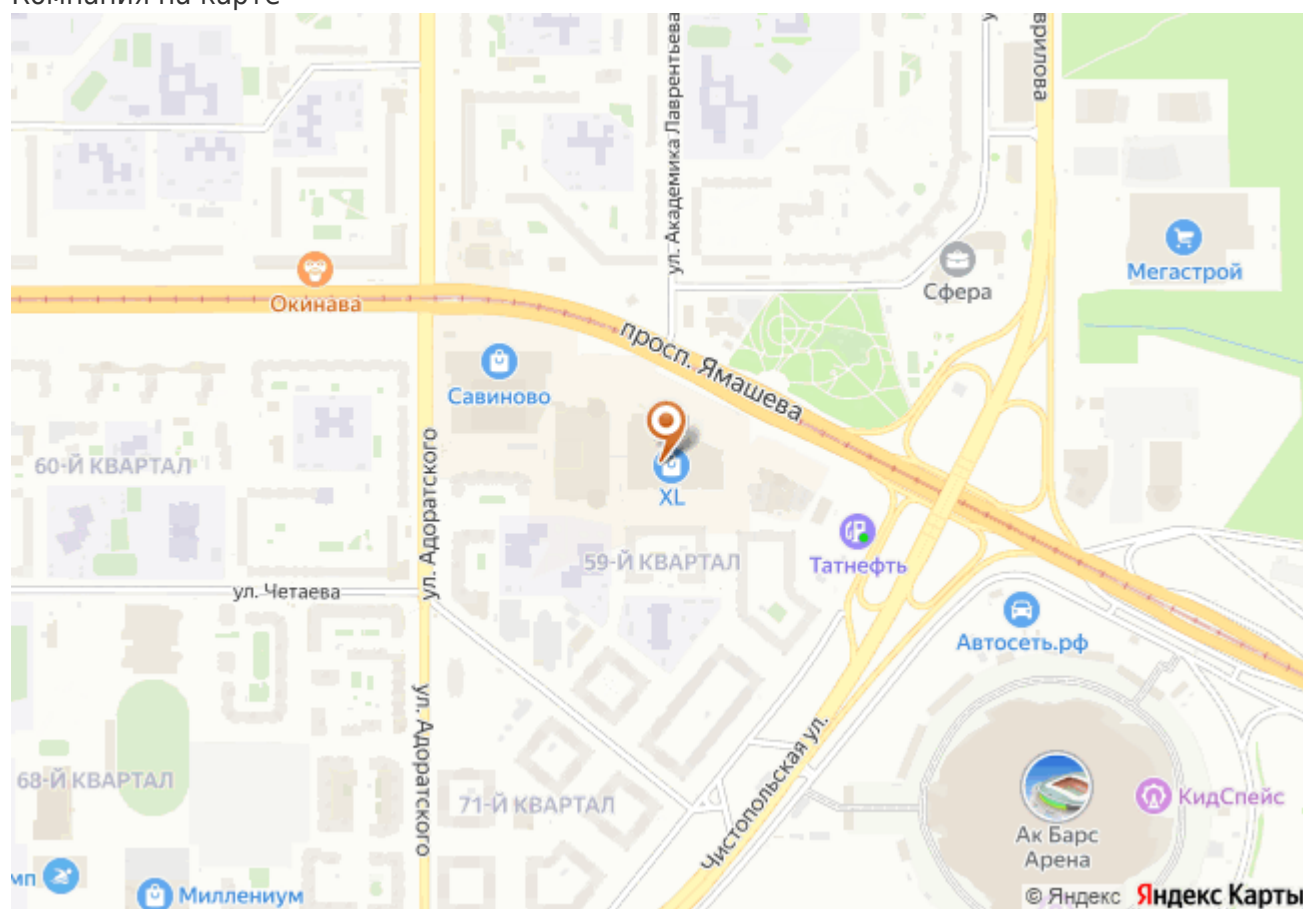 Компания на карте
ул. Академика Лаврентьева
Окинава
Сфера
Мегастрой
просп. Ямашева
Савиново
60-Й КВАРТАЛ
ул. Адоратского
XL
59-Й КВАРТАЛ
Татнефть
ул. Четаева
Автосеть.рф
ул. Адоратского
68-Й КВАРТАЛ
71-Й КВАРТАЛ
Чистопольская ул.
КидСпейс
Ак Барс
Арена
Миллениум
© Яндекс Яндекс Карты